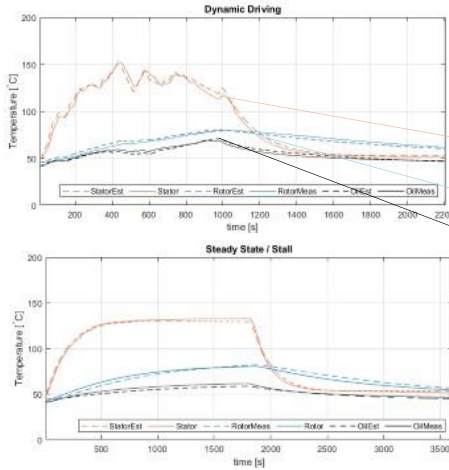 Dynamic Driving
Temperature [°C]
200
150
100
50
0
200 400 600 800 1000 1200 1400 1600 1800 2000 220
StatorEst Stator RotorEst RotorMeas OilEst OilMeas
time [s]
Steady State / Stall
Temperature [°C]
200
150
100
50
0
500 1000 1500 2000 2500 3000 3500
StatorEst Stator RotorMeas Rotor OilEst OilMeas
time [s]